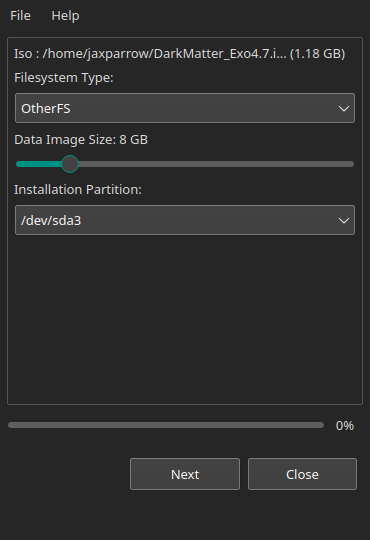 File Help
Iso : /home/jaxparrow/DarkMatter_Exo4.7.i... (1.18 GB)
Filesystem Type:
OtherFS
Data Image Size: 8 GB
Installation Partition:
/dev/sda3
0%
Next Close